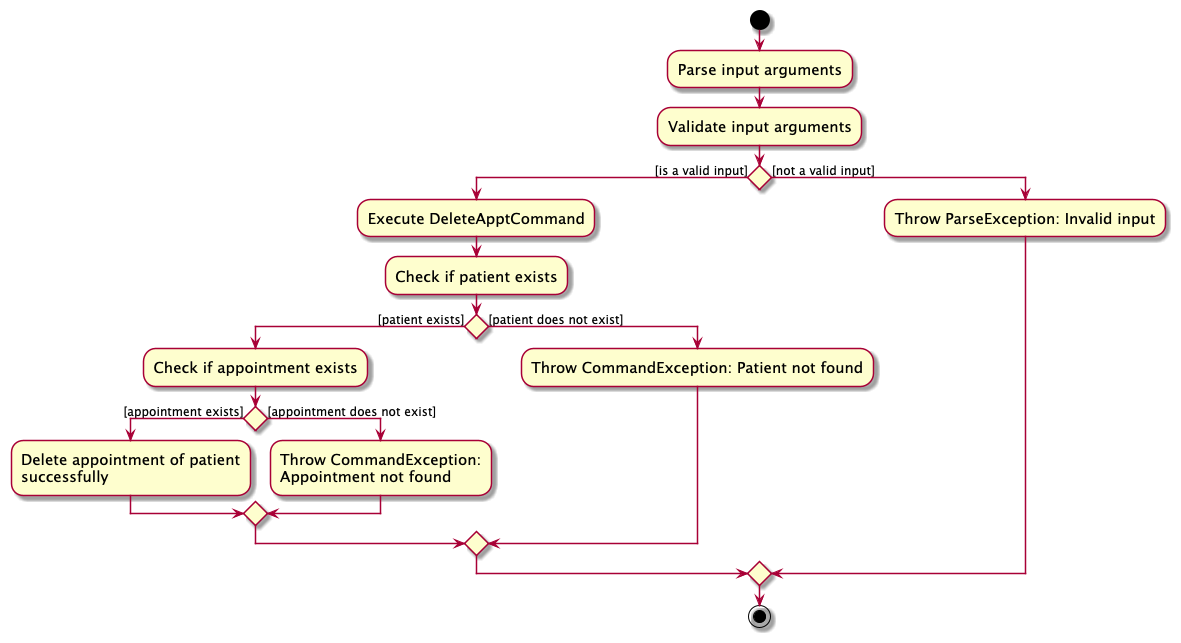 Parse input arguments
Validate input arguments
[is a valid input]
[not a valid input]
Execute DeleteApptCommand
Throw ParseException: Invalid input
Check if patient exists
[patient exists]
[patient does not exist]
Check if appointment exists
Throw CommandException: Patient not found
[appointment exists]
[appointment does not exist]
Delete appointment of patient
successfully
Throw CommandException:
Appointment not found